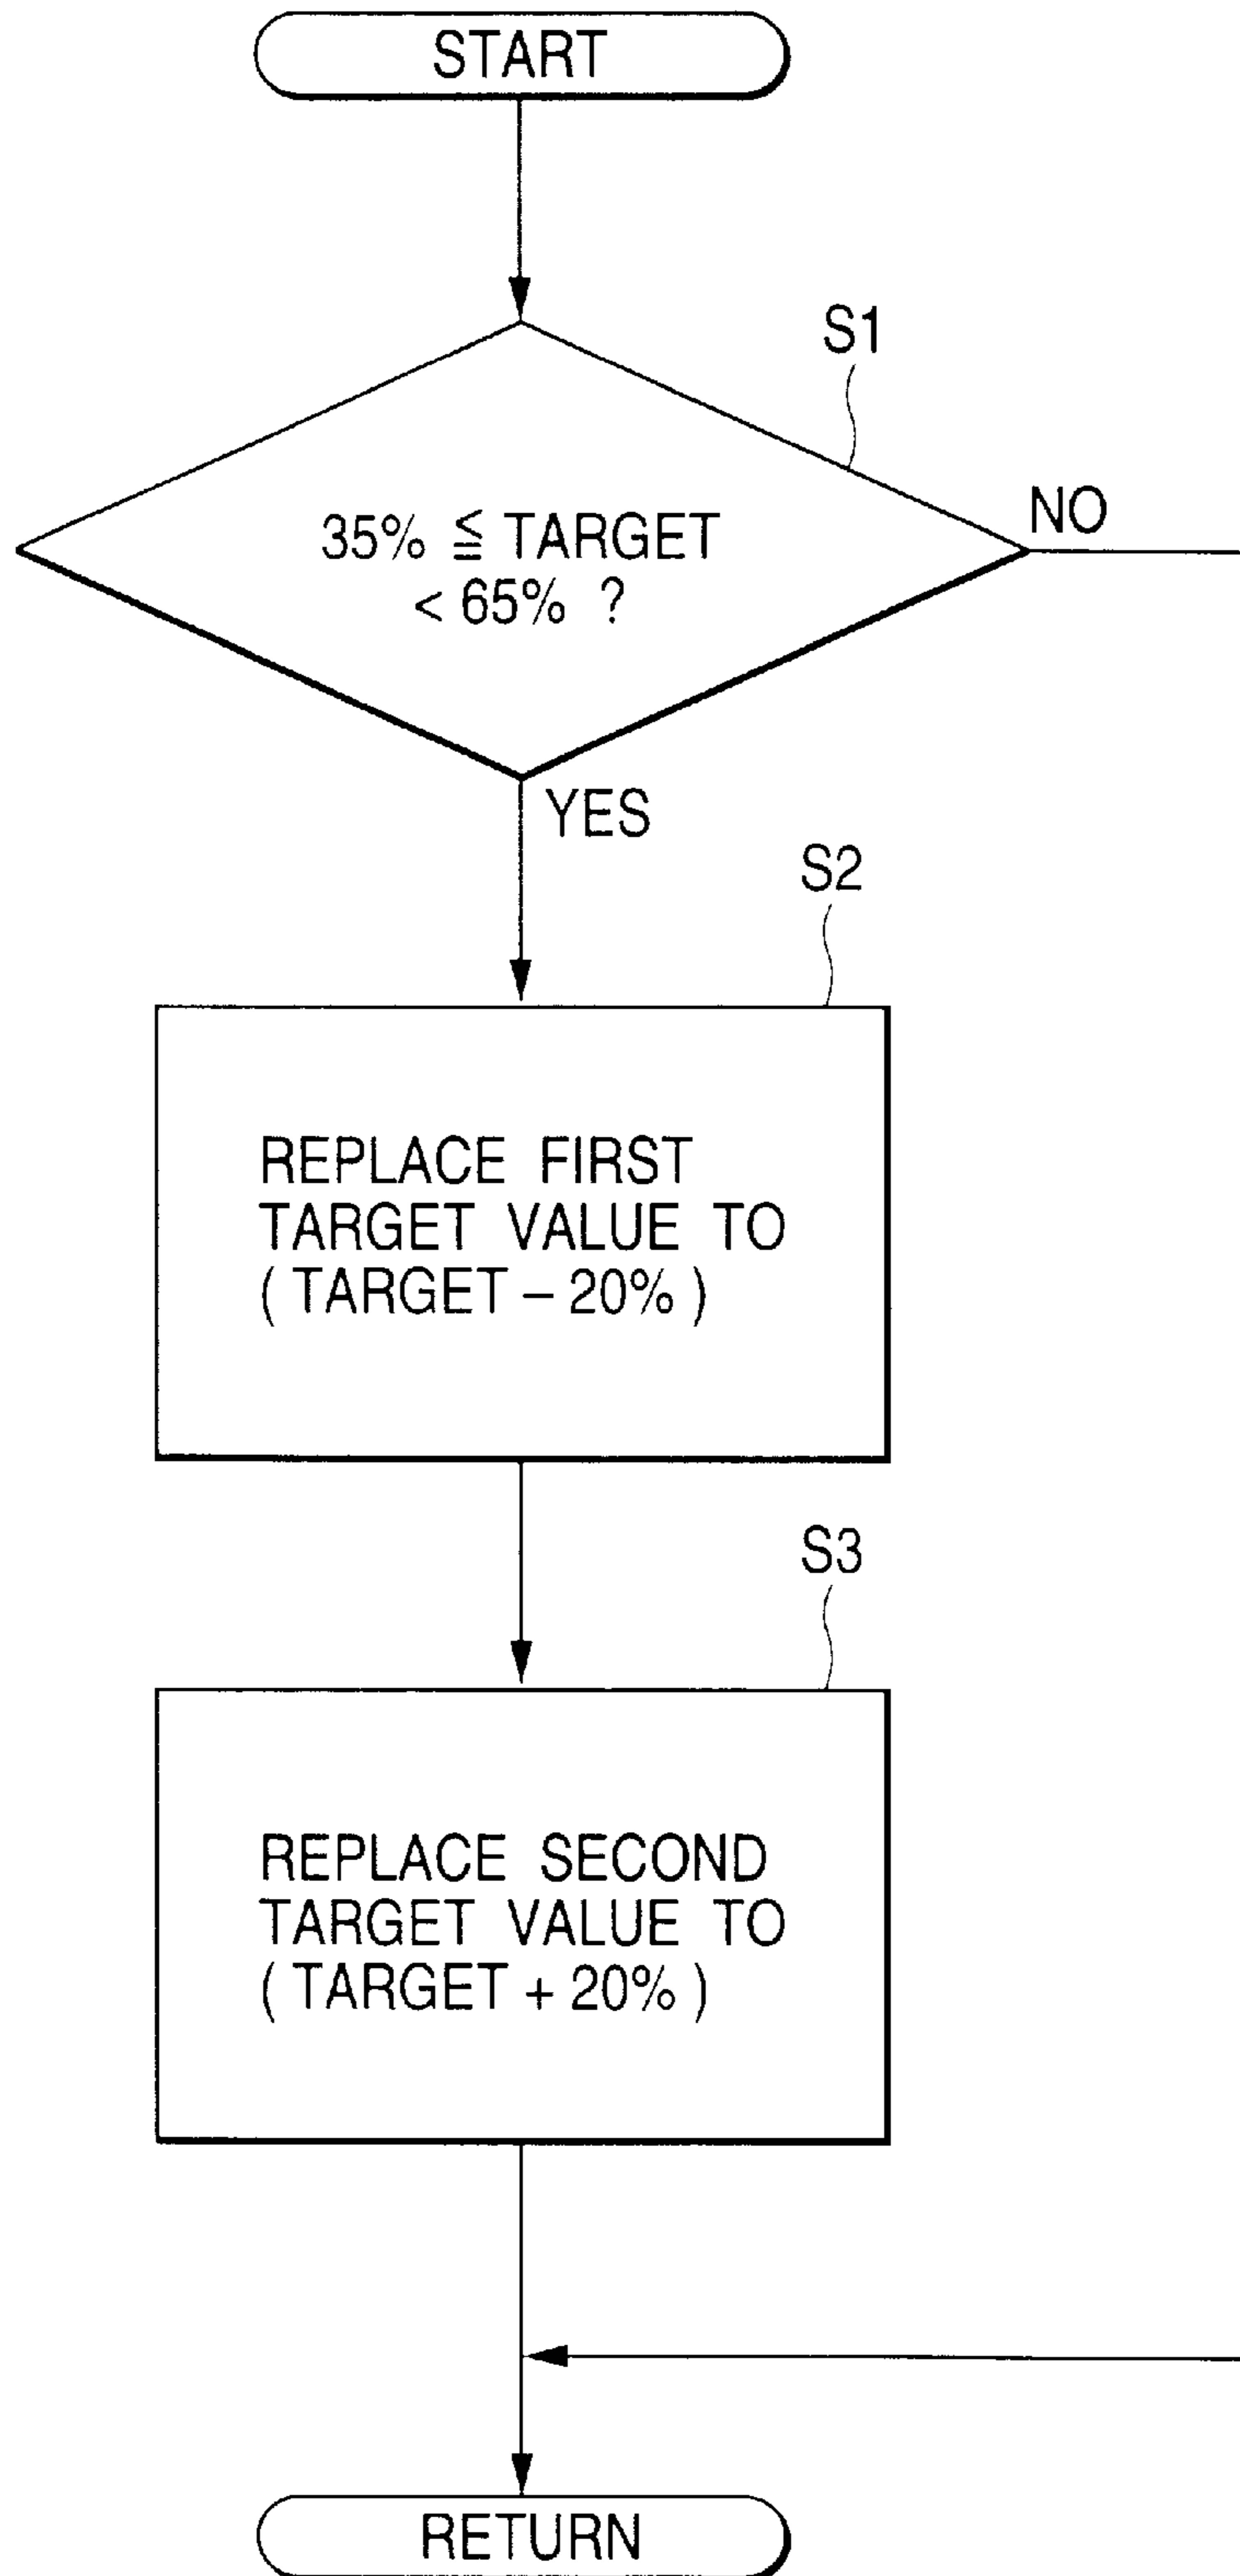 START
S1
NO
35% ≦ TARGET
< 65% ?
YES
S2
REPLACE FIRST
TARGET VALUE TO
( TARGET – 20% )
S3
REPLACE SECOND
TARGET VALUE TO
( TARGET + 20% )
RETURN